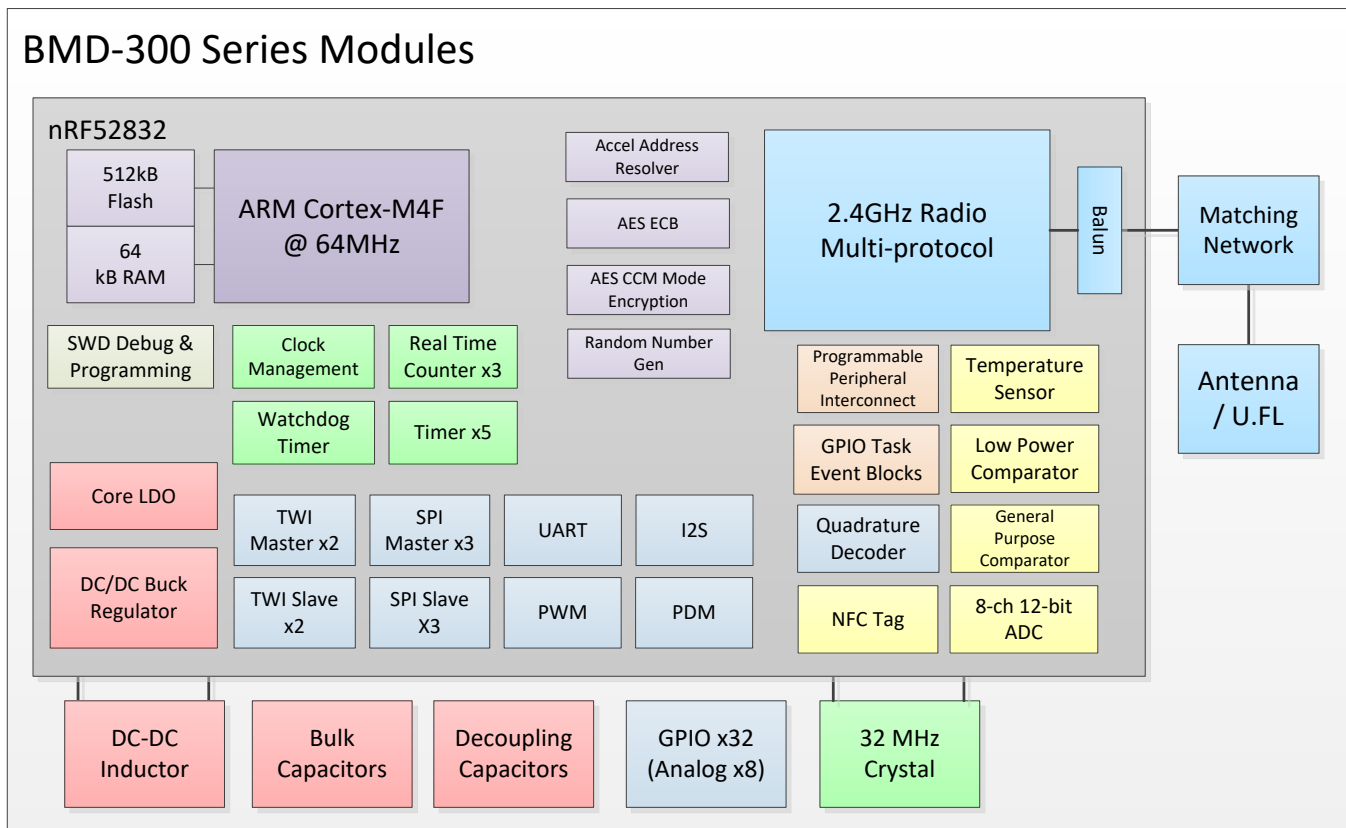 BMD-300 Series Modules
nRF52832
512kB
Flash
64
kB RAM
ARM Cortex-M4F
@ 64MHz
Accel Address
Resolver
AES ECB
AES CCM Mode
Encryption
Random Number
Gen
2.4GHz Radio
Multi-protocol
Balun
Matching
Network
Antenna
/ U.FL
SWD Debug &
Programming
Clock
Management
Real Time
Counter x3
Watchdog
Timer
Timer x5
Programmable
Peripheral
Interconnect
Temperature
Sensor
GPIO Task
Event Blocks
Low Power
Comparator
Core LDO
DC/DC Buck
Regulator
TWI
Master x2
SPI
Master x3
UART
I2S
Quadrature
Decoder
General
Purpose
Comparator
TWI Slave
x2
SPI Slave
X3
PWM
PDM
NFC Tag
8-ch 12-bit
ADC
DC-DC
Inductor
Bulk
Capacitors
Decoupling
Capacitors
GPIO x32
(Analog x8)
32 MHz
Crystal